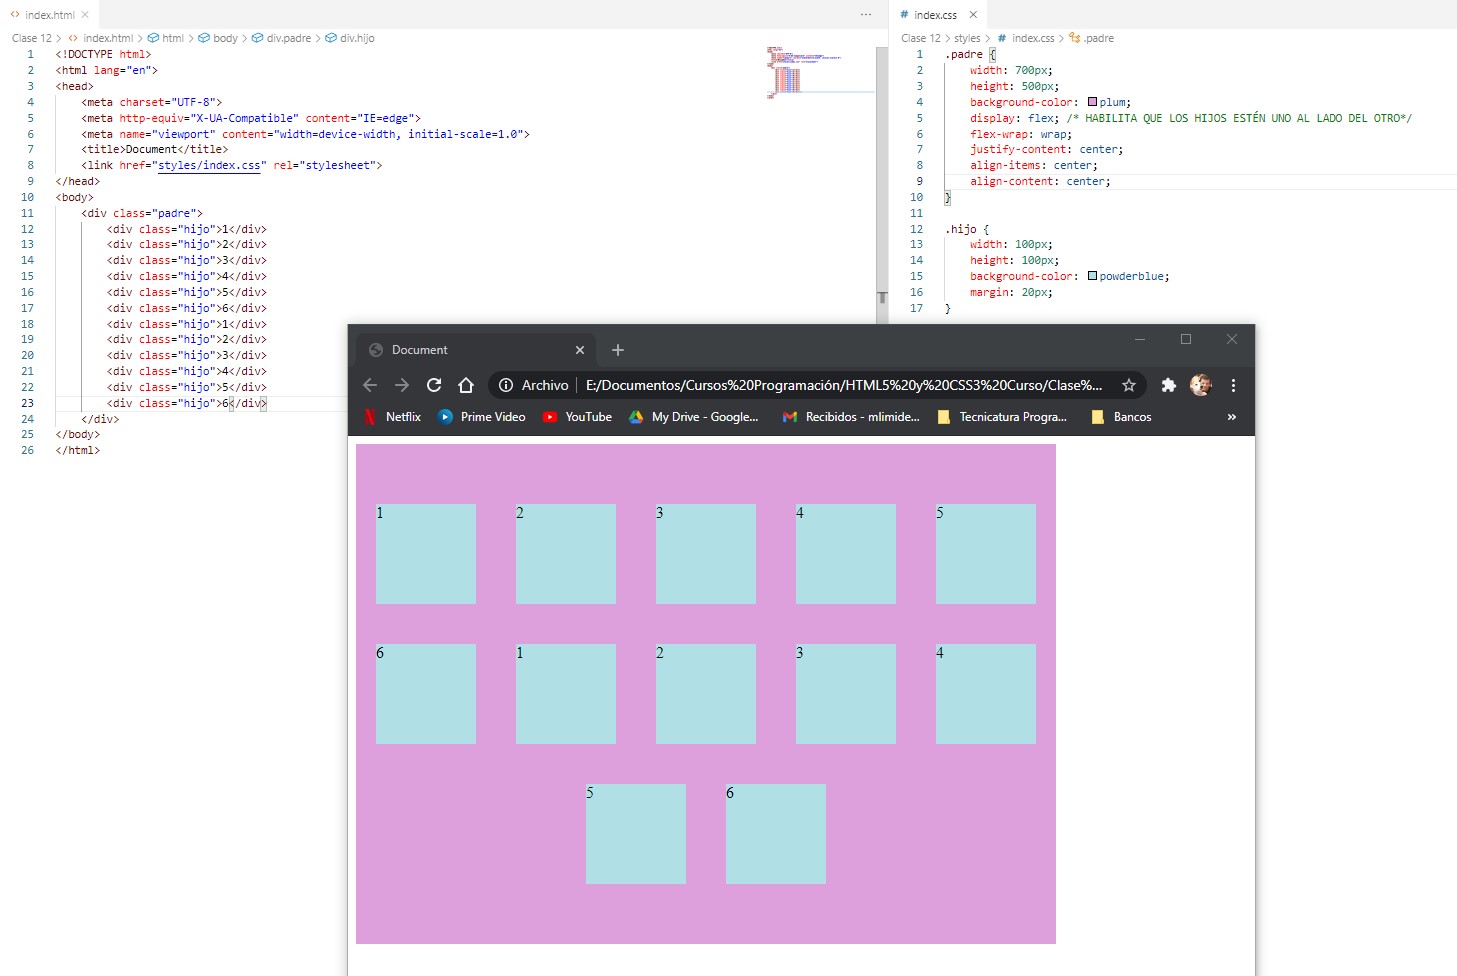 index.html
Clase 12 > index.html > html > body > div.padre > div.hijo
1 <!DOCTYPE html>
2 <html lang="en">
3 <head>
4 <meta charset="UTF-8">
5 <meta http-equiv="X-UA-Compatible" content="IE=edge">
6 <meta name="viewport" content="width=device-width, initial-scale=1.0">
7 <title>Document</title>
8 <link href="styles/index.css" rel="stylesheet">
9 </head>
10 <body>
11 <div class="padre">
12 <div class="hijo">1</div>
13 <div class="hijo">2</div>
14 <div class="hijo">3</div>
15 <div class="hijo">4</div>
16 <div class="hijo">5</div>
17 <div class="hijo">6</div>
18 <div class="hijo">1</div>
19 <div class="hijo">2</div>
20 <div class="hijo">3</div>
21 <div class="hijo">4</div>
22 <div class="hijo">5</div>
23 <div class="hijo">6</div>
24 </div>
25 </body>
26 </html>
# index.css
Clase 12 > styles > # index.css > .padre
1 .padre {
2 width: 700px;
3 height: 500px;
4 background-color: plum;
5 display: flex; /* HABILITA QUE LOS HIJOS ESTÉN UNO AL LADO DEL OTRO*/
6 flex-wrap: wrap;
7 justify-content: center;
8 align-items: center;
9 align-content: center;
10 }
11
12 .hijo {
13 width: 100px;
14 height: 100px;
15 background-color: powderblue;
16 margin: 20px;
17 }
Document
Archivo | E:/Documentos/Cursos%20Programación/HTML5%20y%20CSS3%20Curso/Clase%...
Netflix Prime Video YouTube My Drive - Google... Recibidos - mlimide... Tecnicatura Progra... Bancos »
1 2 3 4 5
6 1 2 3 4
5 6